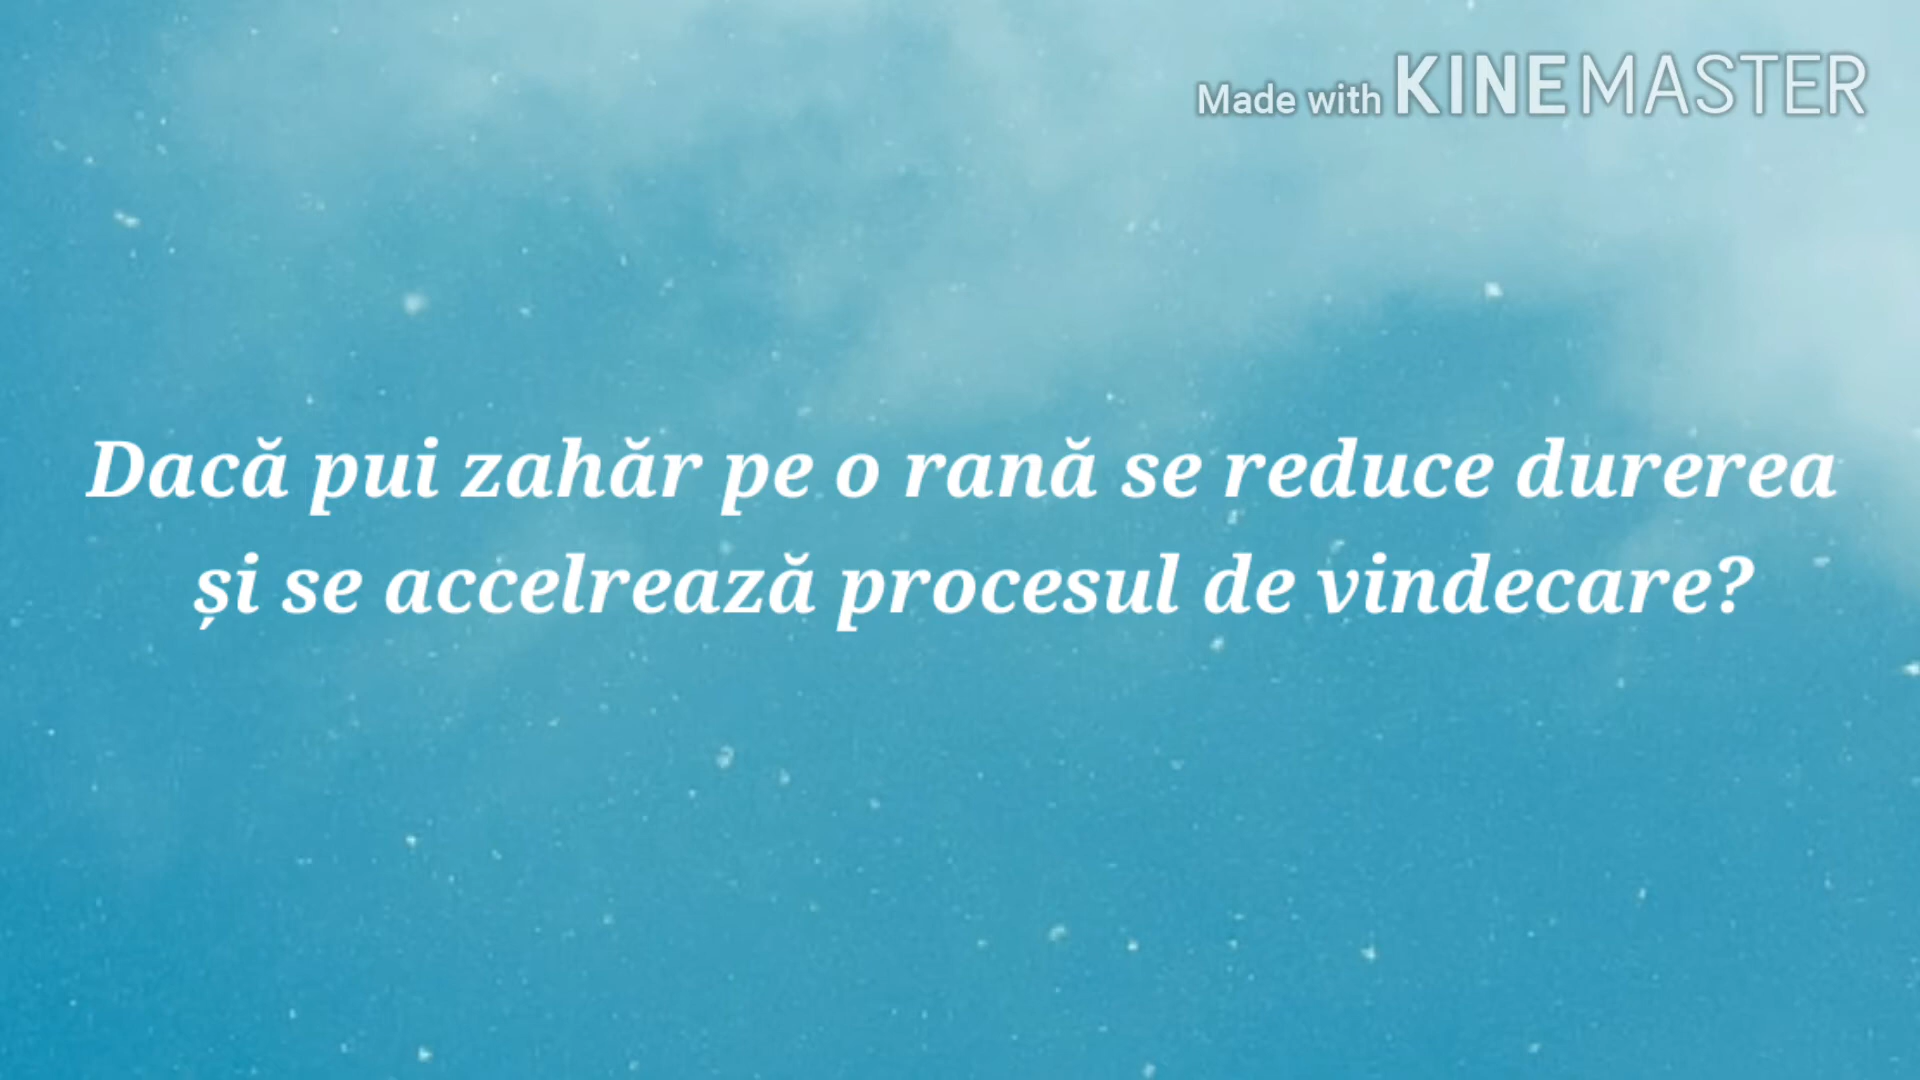 Made with KINEMASTER
Dacă pui zahăr pe o rană se reduce durerea
și se accelrează procesul de vindecare?